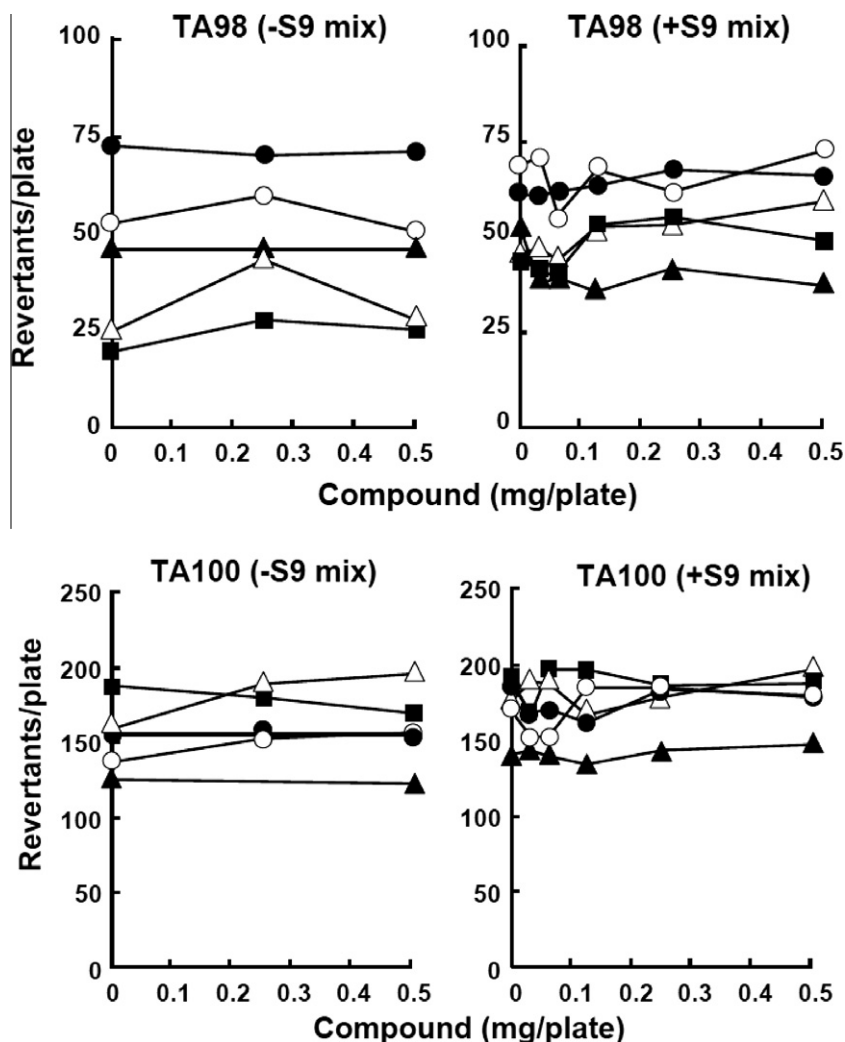 TA98 (-S9 mix)
TA98 (+S9 mix)
Revertants/plate
100
75
50
25
0
100
75
50
25
0
0 0.1 0.2 0.3 0.4 0.5
0 0.1 0.2 0.3 0.4 0.5
Compound (mg/plate)
TA100 (-S9 mix)
TA100 (+S9 mix)
Revertants/plate
250
200
150
100
50
0
250
200
150
100
50
0
0 0.1 0.2 0.3 0.4 0.5
0 0.1 0.2 0.3 0.4 0.5
Compound (mg/plate)